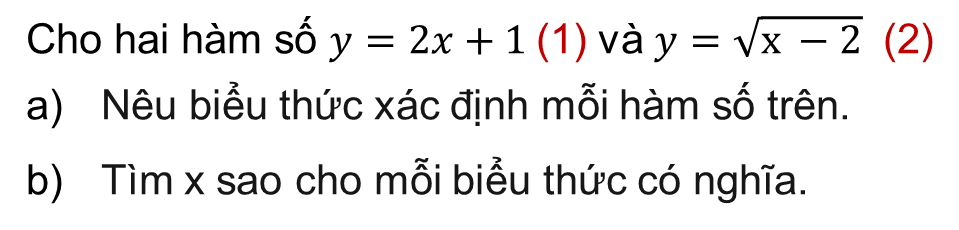 Cho hai hàm số y = 2x + 1 (1) và y = √x − 2 (2)
a) Nêu biểu thức xác định mỗi hàm số trên.
b) Tìm x sao cho mỗi biểu thức có nghĩa.